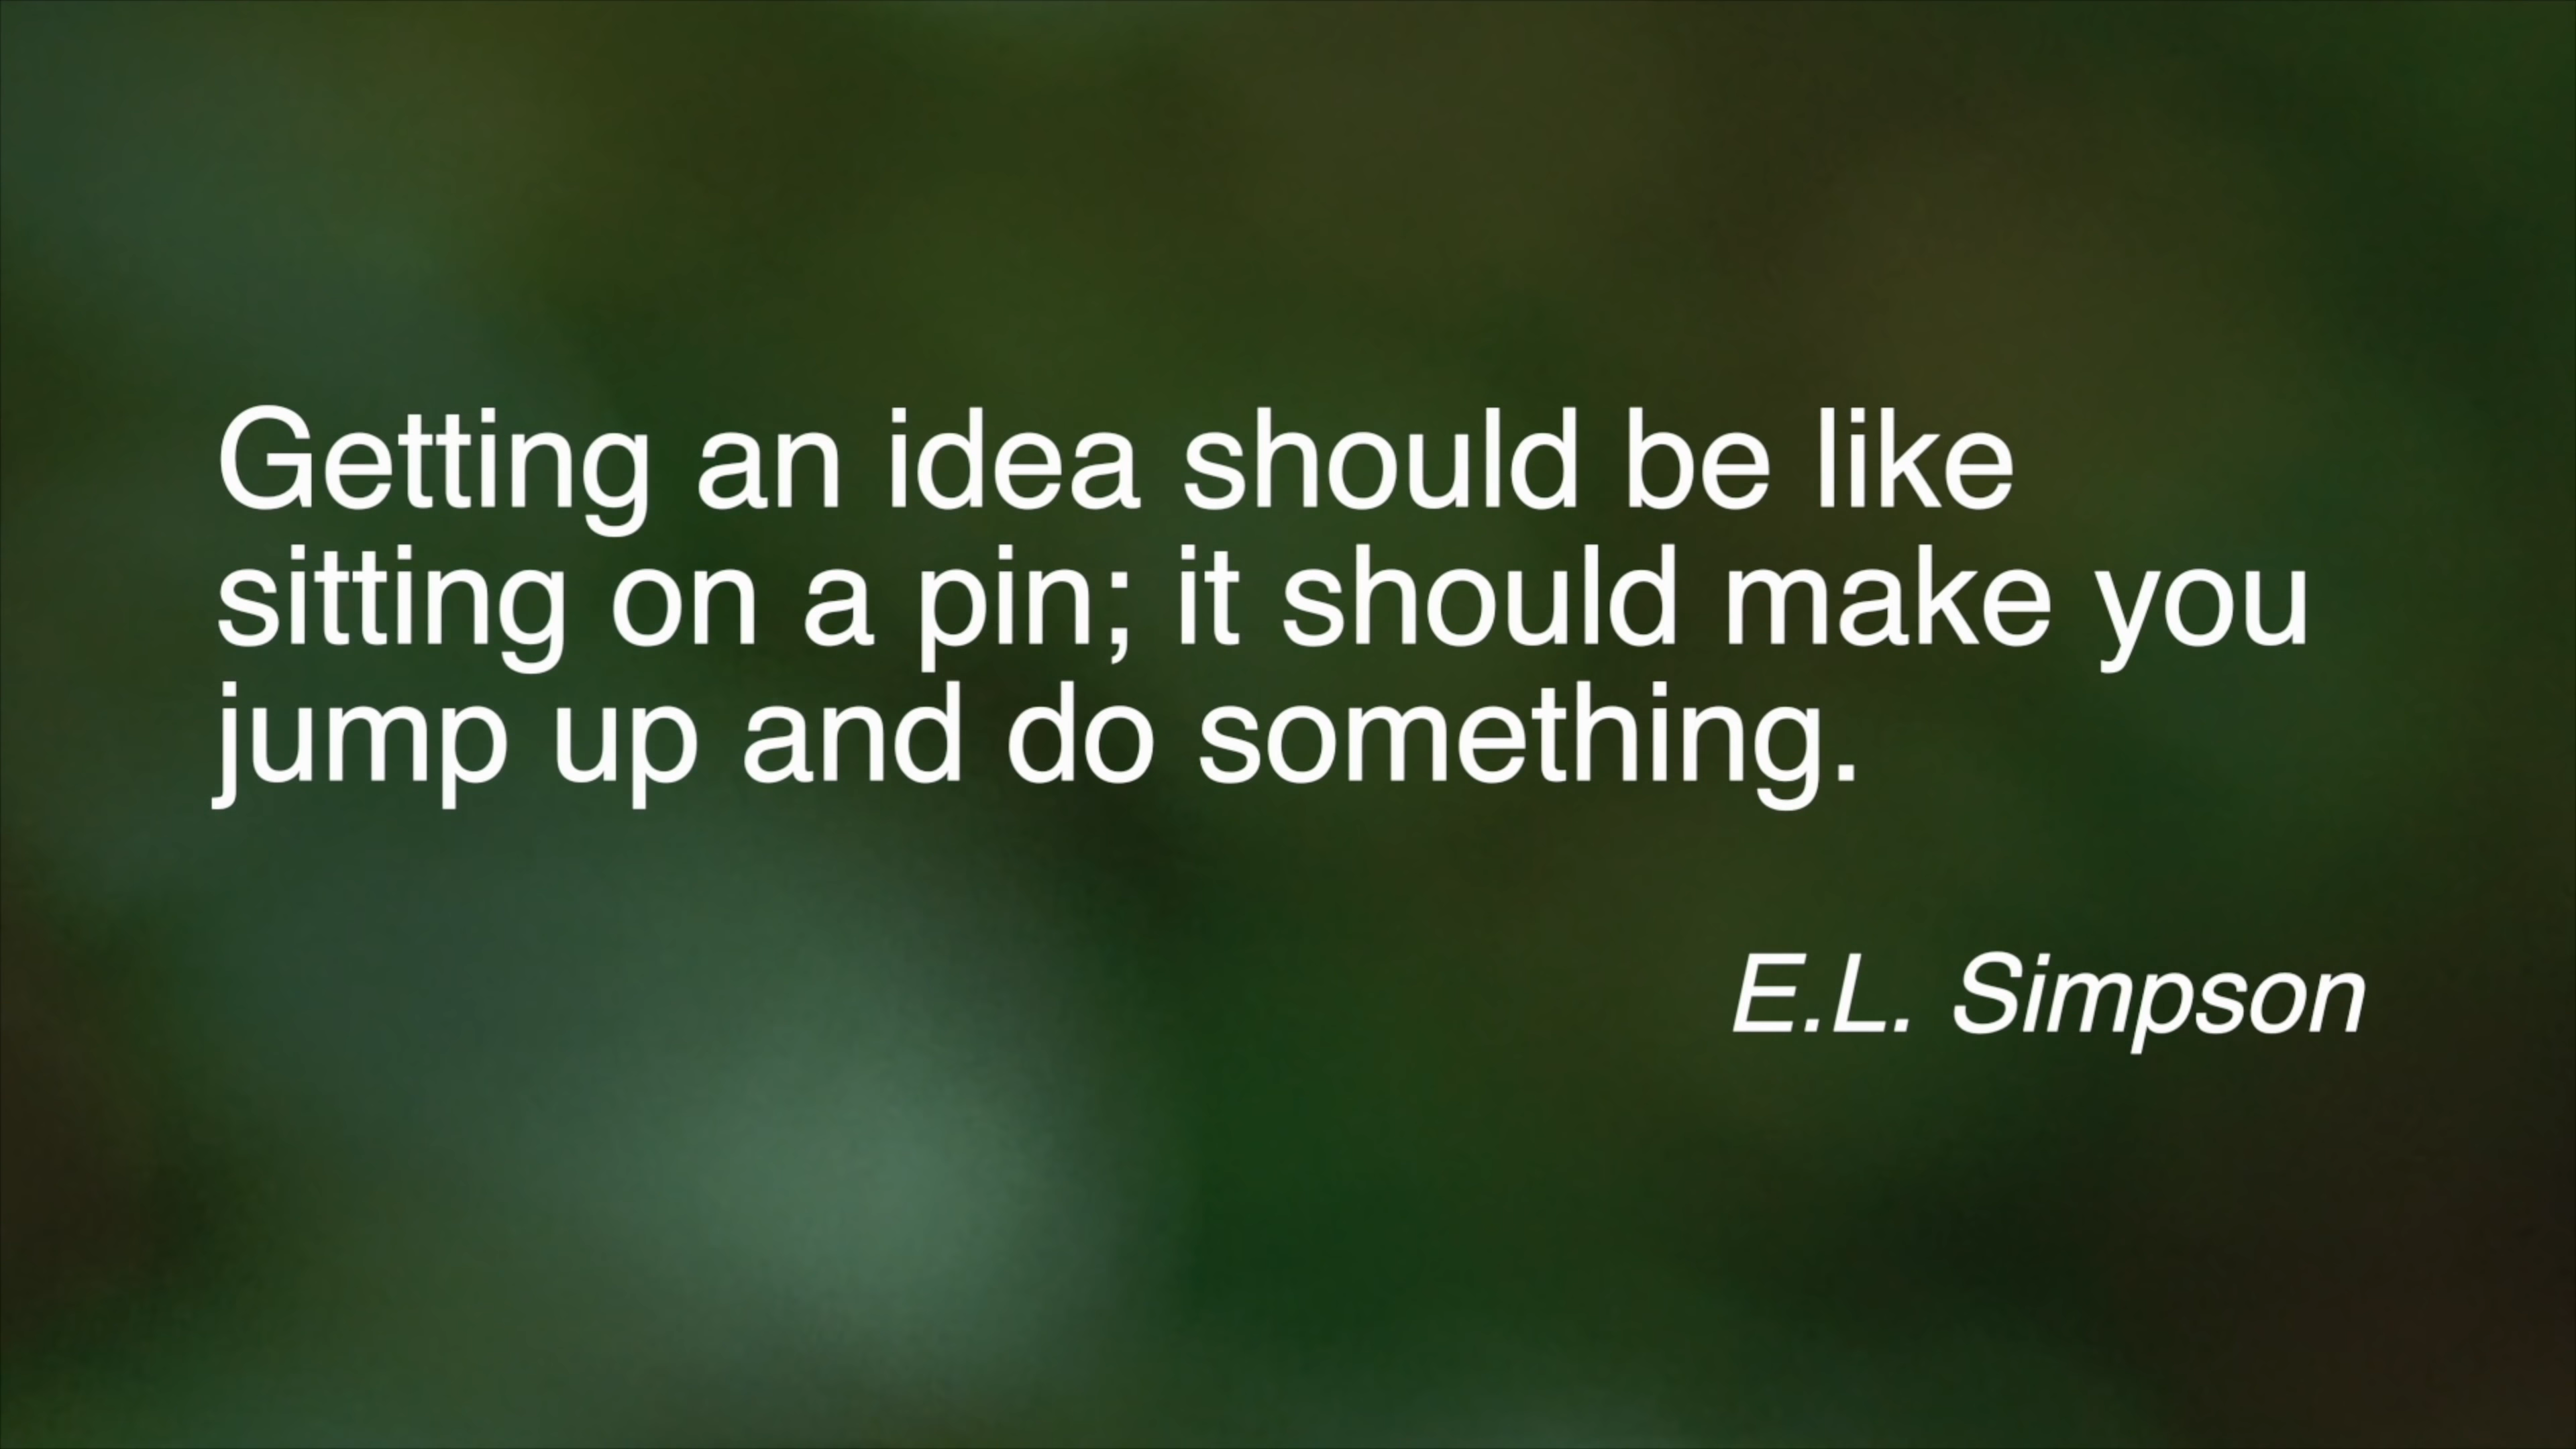 Getting an idea should be like
sitting on a pin; it should make you
jump up and do something.
E.L. Simpson